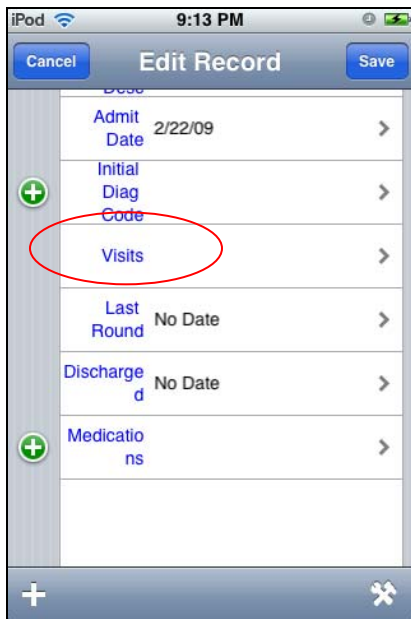 iPod 9:13 PM
Cancel Edit Record Save
Desc
Admit
Date 2/22/09
Initial
Diag
Code
Visits
Last
Round No Date
Discharge
d No Date
Medicatio
ns